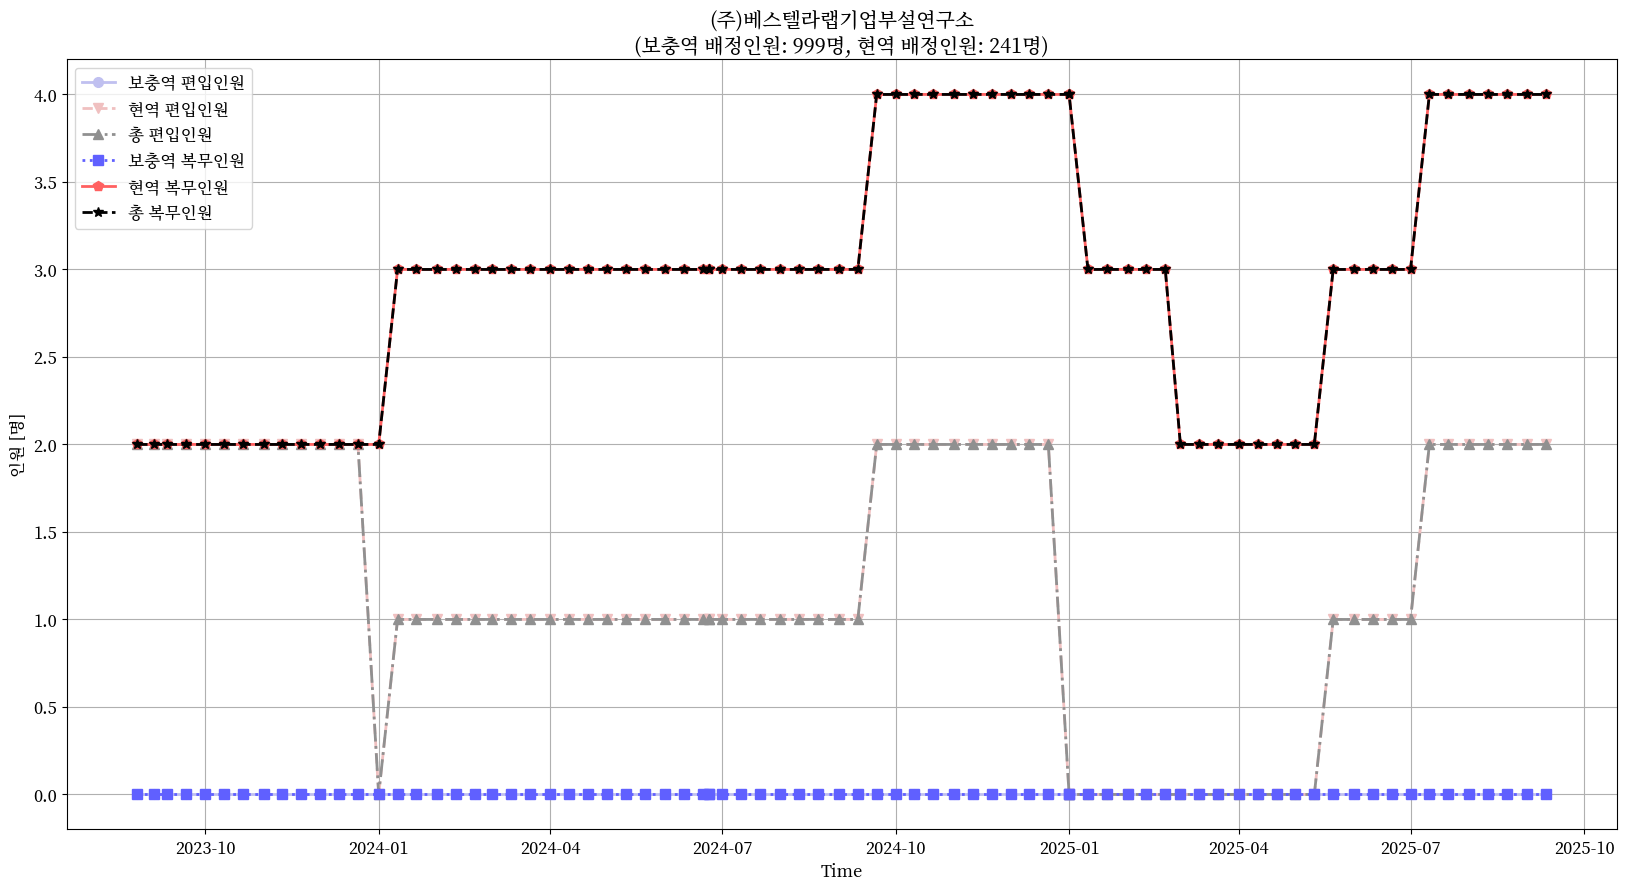 (주)베스텔라랩기업부설연구소
(보충역 배정인원: 999명, 현역 배정인원: 241명)
보충역 편입인원
현역 편입인원
총 편입인원
보충역 복무인원
현역 복무인원
총 복무인원
4.0
3.5
3.0
2.5
2.0
1.5
1.0
0.5
0.0
인원 [명]
2023-10
2024-01
2024-04
2024-07
2024-10
2025-01
2025-04
2025-07
2025-10
Time